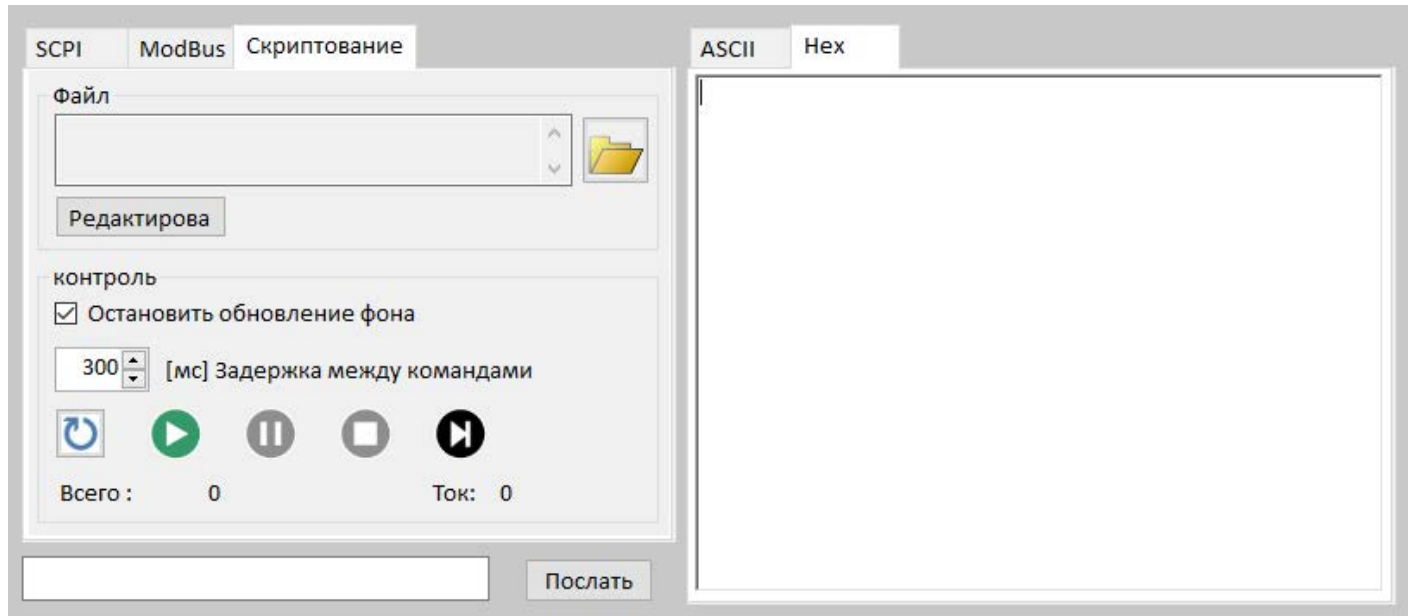 SCPI ModBus Скриптование
Файл
Редактирова
контроль
Остановить обновление фона
300 [мс] Задержка между командами
Всего : 0 Ток: 0
Послать
ASCII Hex